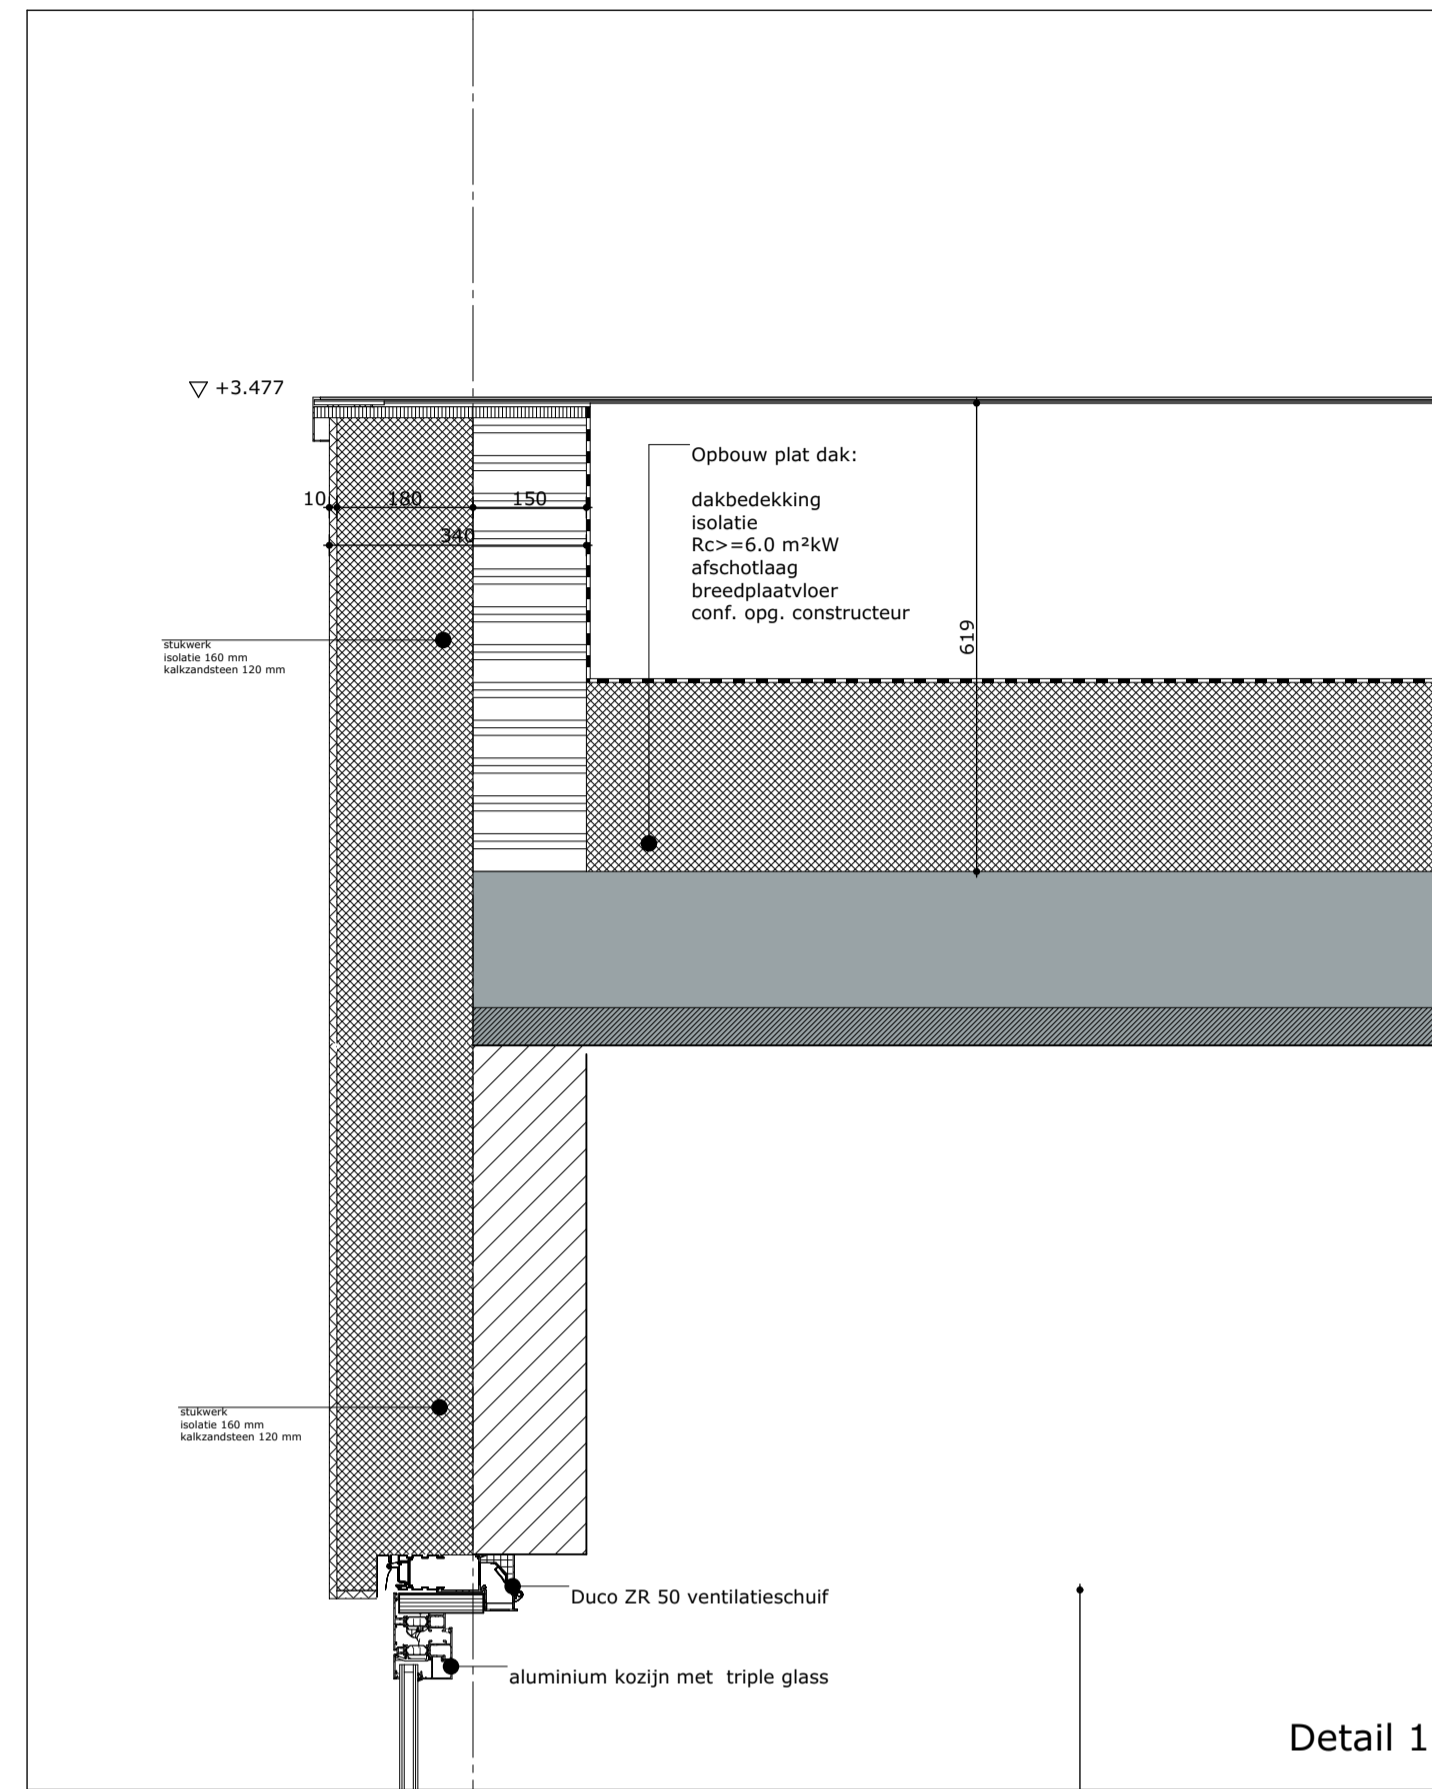 +3.477
Opbouw plat dak:
dakbedekking
isolatie
Rc>=6.0 m²kW
afschotlaag
breedplaatvloer
conf. opg. constructeur
10
180
150
340
619
stukwerk
isolatie 160 mm
kalkzandsteen 120 mm
stukwerk
isolatie 160 mm
kalkzandsteen 120 mm
Duco ZR 50 ventilatieschuif
aluminium kozijn met  triple glass
Detail 1